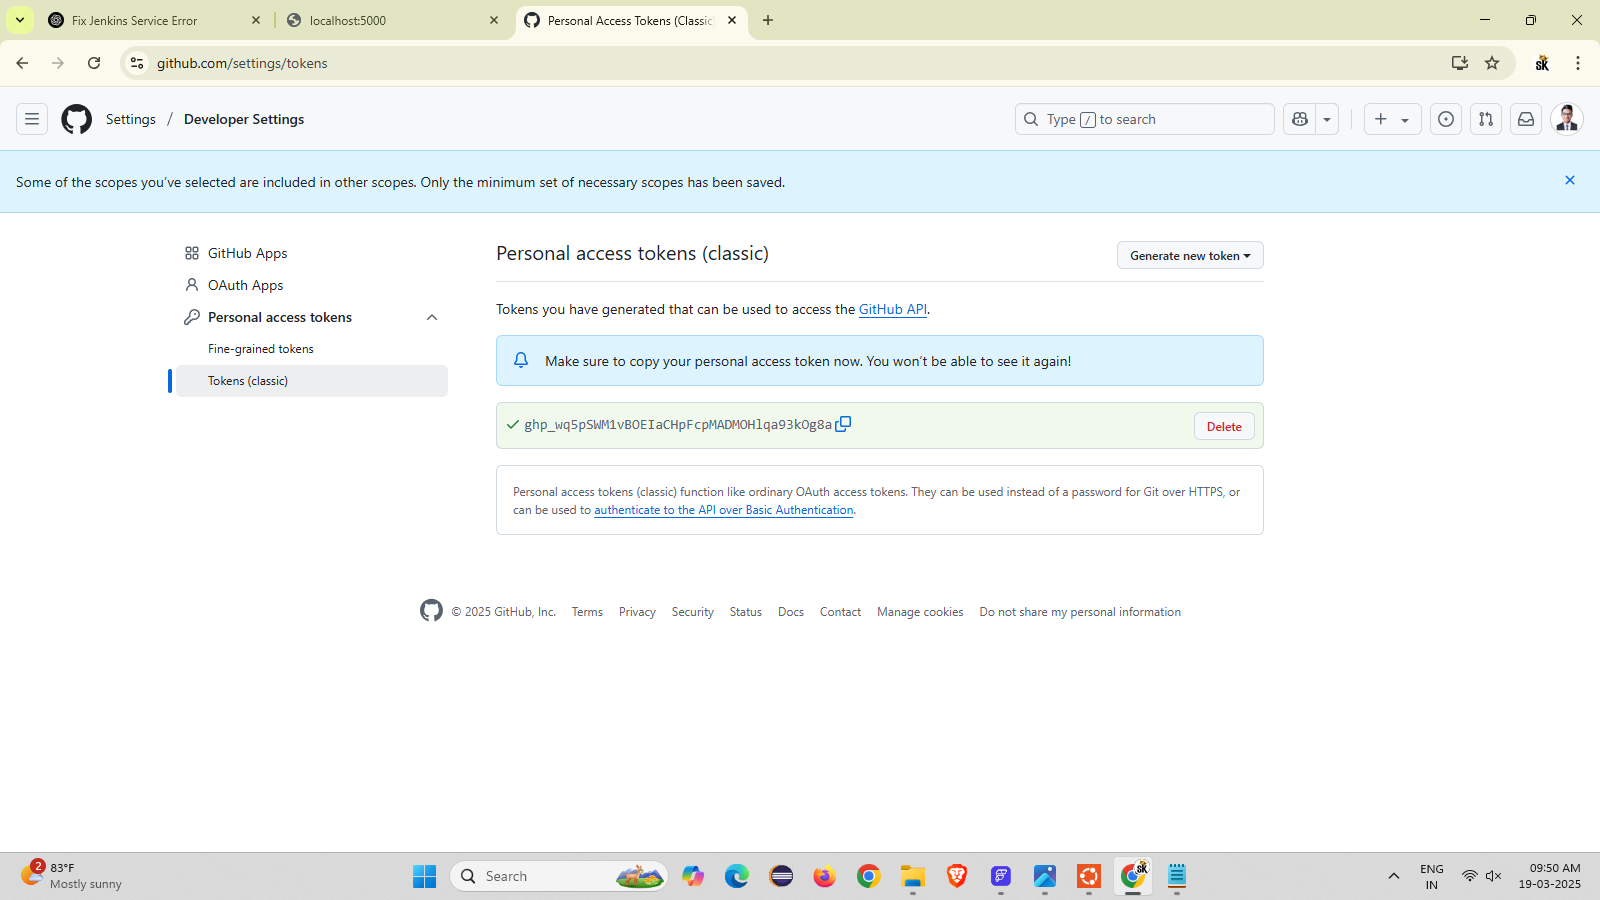 Fix Jenkins Service Error
localhost:5000
Personal Access Tokens (Classic)
github.com/settings/tokens
Settings / Developer Settings
Type / to search
Some of the scopes you've selected are included in other scopes. Only the minimum set of necessary scopes has been saved.
GitHub Apps
OAuth Apps
Personal access tokens
Fine-grained tokens
Tokens (classic)
Personal access tokens (classic)
Generate new token
Tokens you have generated that can be used to access the GitHub API.
Make sure to copy your personal access token now. You won't be able to see it again!
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
Delete
Personal access tokens (classic) function like ordinary OAuth access tokens. They can be used instead of a password for Git over HTTPS, or
can be used to authenticate to the API over Basic Authentication.
© 2025 GitHub, Inc. Terms Privacy Security Status Docs Contact Manage cookies Do not share my personal information
2
83°F
Mostly sunny
Search
SK
ENG
IN
09:50 AM
19-03-2025